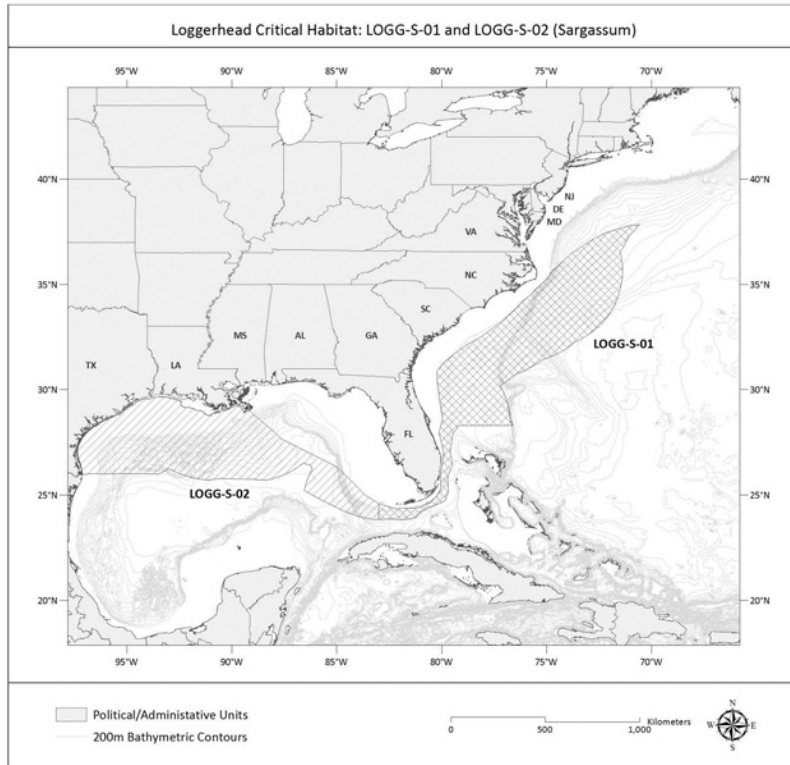 Loggerhead Critical Habitat: LOGG-S-01 and LOGG-S-02 (Sargassum)
95°W 90°W 85°W 80°W 75°W 70°W
40°N 40°N
NJ
DE
MD
VA
35°N NC 35°N
SC
MS AL GA
LOGG-S-01
TX LA
30°N 30°N
FL
LOGG-S-02
25°N 25°N
20°N 20°N
95°W 90°W 85°W 80°W 75°W 70°W
Political/Administative Units
200m Bathymetric Contours
Kilometers
0 500 1,000
N
W E
S